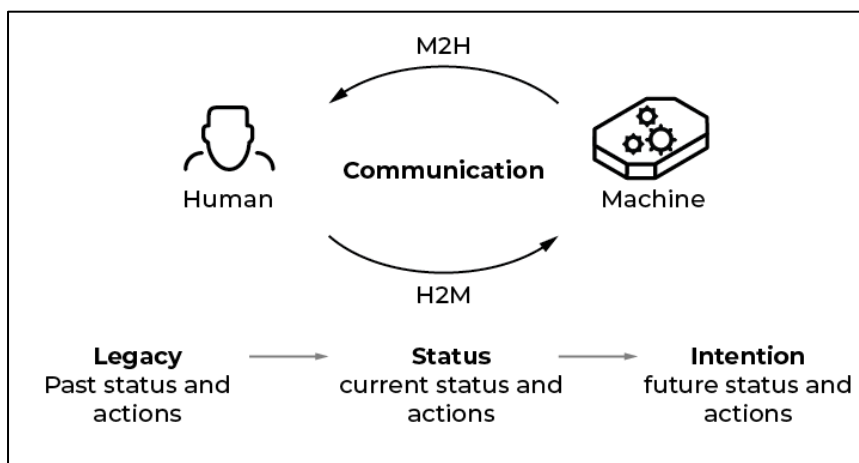 M2H
Human
Communication
Machine
H2M
Legacy
Past status and
actions
Status
current status and
actions
Intention
future status and
actions